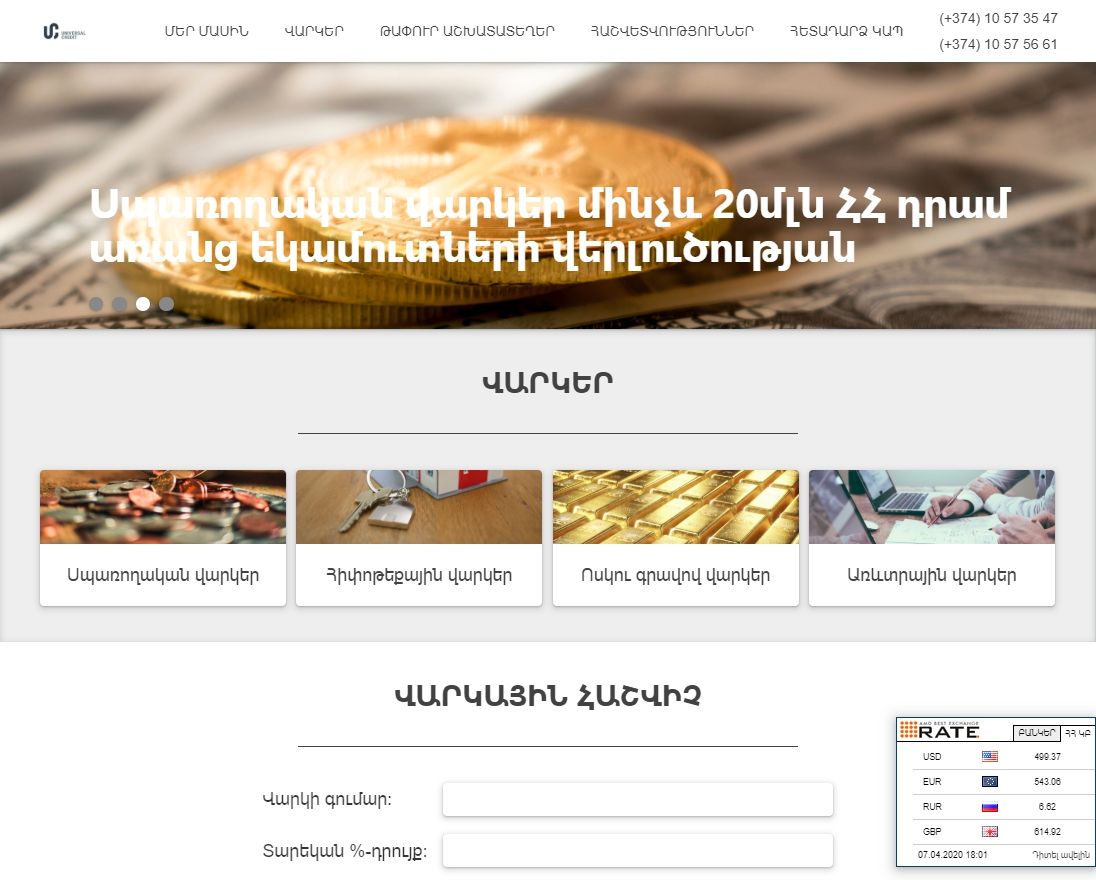 UNIVERSAL
CREDIT
ՄԵՐ ՄԱՍԻՆ
ՎԱՐԿԵՐ
ԹԱՓՈՒՐ ԱՇԽԱՏԱՏԵՂԵՐ
ՀԱՇՎԵՏՎՈՒԹՅՈՒՆՆԵՐ
ՀԵՏԱԴԱՐՁ ԿԱՊ
(+374) 10 57 35 47
(+374) 10 57 56 61
Սպառողական վարկեր մինչև 20մլն ՀՀ դրամ
առանց եկամուտների վերլուծության
ՎԱՐԿԵՐ
Սպառողական վարկեր
Հիփոթեքային վարկեր
Ոսկու գրավով վարկեր
Առևտրային վարկեր
ՎԱՐԿԱՅԻՆ ՀԱՇՎԻՉ
Վարկի գումար:
Տարեկան %-դրույք:
AMD BEST EXCHANGE
RATE
ԲԱՆԿԵՐ
ՀՀ ԿԲ
USD 499.37
EUR 543.06
RUR 6.62
GBP 614.92
07.04.2020 18:01 Դիտել ավելին